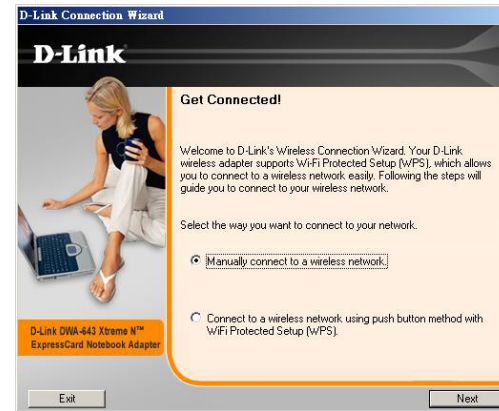 D-Link Connection Wizard
D-Link
Get Connected!
Welcome to D-Link's Wireless Connection Wizard. Your D-Link
wireless adapter supports Wi-Fi Protected Setup (WPS), which allows
you to connect to a wireless network easily. Following the steps will
guide you to connect to your wireless network.
Select the way you want to connect to your network.
Manually connect to a wireless network.
Connect to a wireless network using push button method with
WiFi Protected Setup (WPS).
D-Link DWA-643 Xtreme N™
ExpressCard Notebook Adapter
Exit
Next